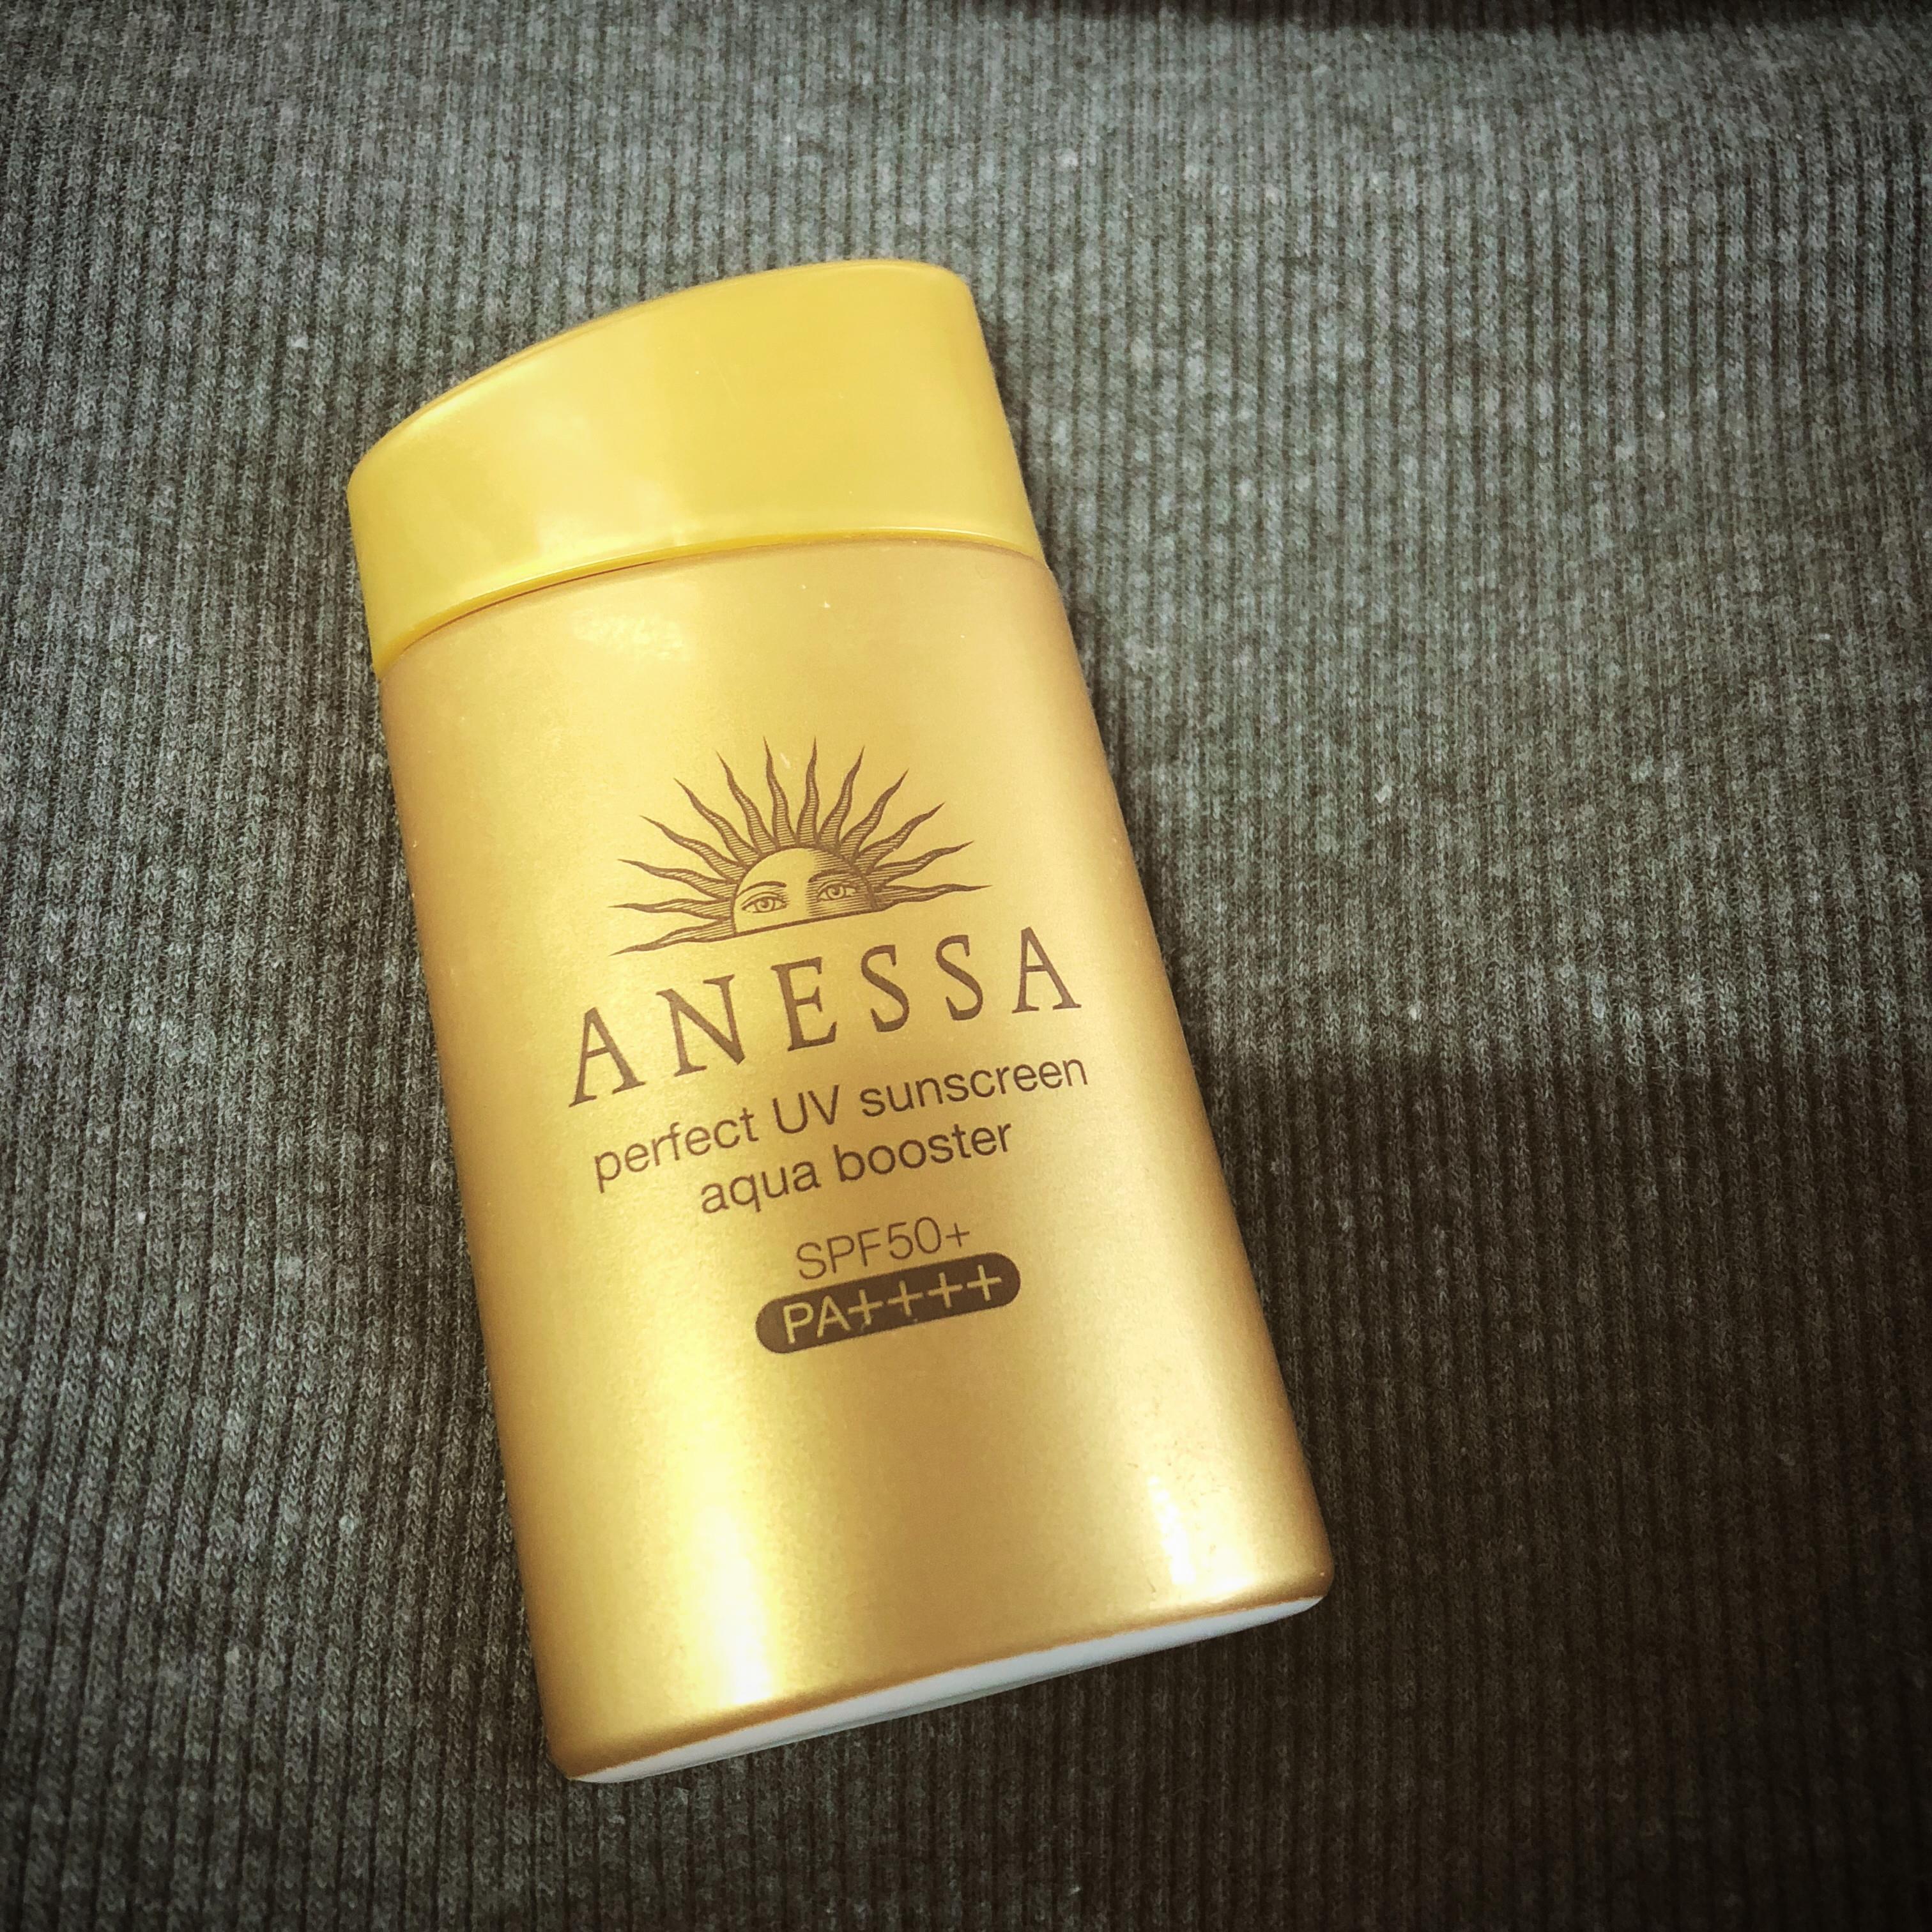 ANESSA
perfect UV sunscreen
aqua booster
SPF50+
PA++++